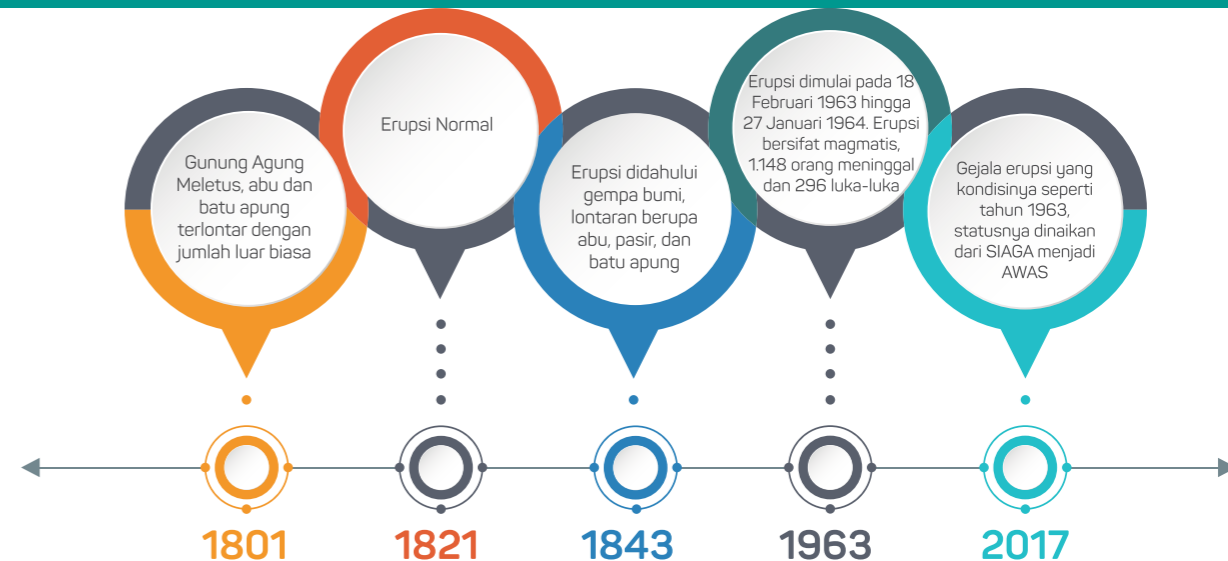 Gunung Agung
Meletus, abu dan
batu apung
terlontar dengan
jumlah luar biasa
Erupsi Normal
Erupsi didahului
gempa bumi,
lontaran berupa
abu, pasir, dan
batu apung
Erupsi dimulai pada 18
Februari 1963 hingga
27 Januari 1964. Erupsi
bersifat magmatis,
1.148 orang meninggal
dan 296 luka-luka
Gejala erupsi yang
kondisinya seperti
tahun 1963,
statusnya dinaikan
dari SIAGA menjadi
AWAS
1801
1821
1843
1963
2017